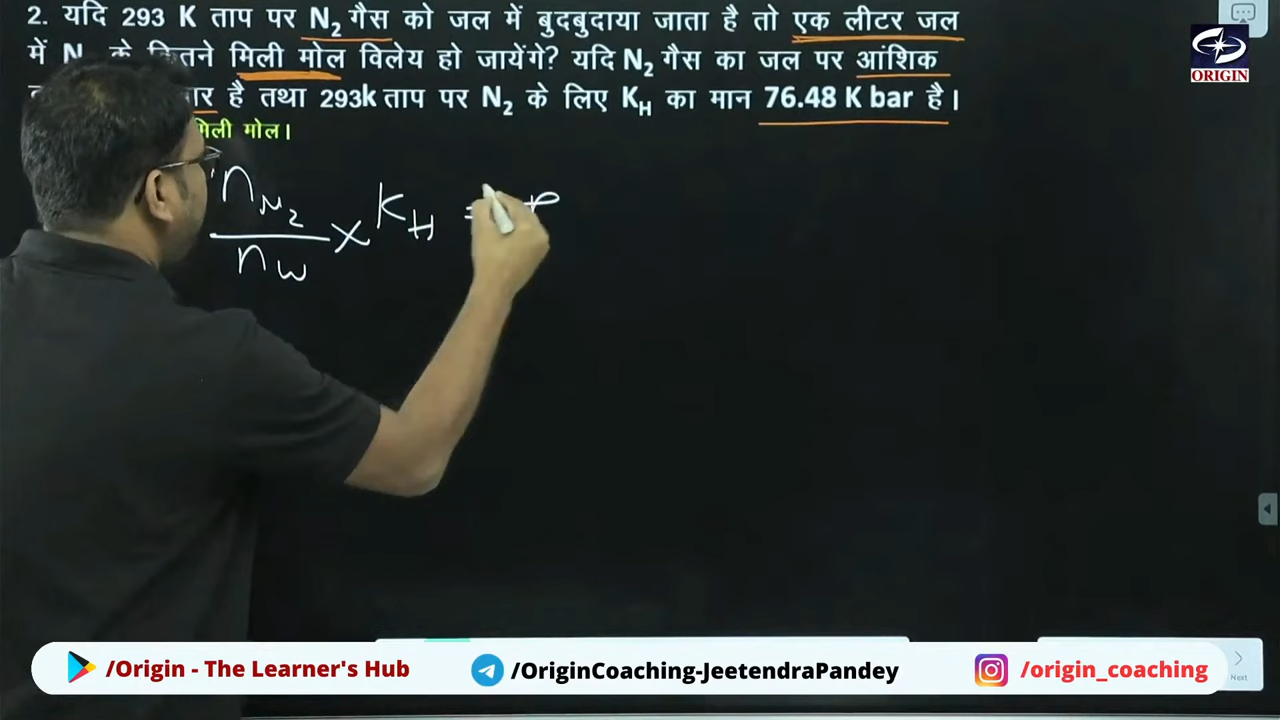 2. यदि 293 K ताप पर N₂ गैस को जल में बुदबुदाया जाता है तो एक लीटर जल
में कितने मिली मोल विलेय हो जायेंगे? यदि N₂ गैस का जल पर आंशिक
है तथा 293k ताप पर N₂ के लिए K_H का मान 76.48 K bar है।
मिली मोल।
n_N₂ / n_w × K_H =
ORIGIN
Next
/Origin - The Learner's Hub
/OriginCoaching-JeetendraPandey
/origin_coaching